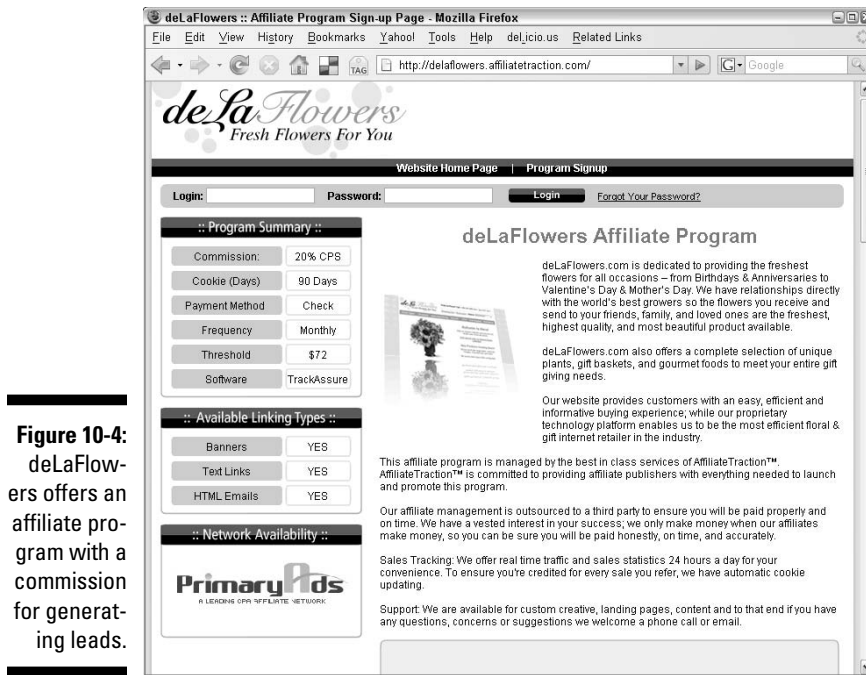 deLaFlowers :: Affiliate Program Sign-up Page - Mozilla Firefox
File Edit View History Bookmarks Yahoo! Tools Help del.icio.us Related Links
TAG
http://delaflowers.affiliatetraction.com/
G
Google
deLaFlowers
Fresh Flowers For You
Website Home Page | Program Signup
Login: Password: Login Forgot Your Password?
:: Program Summary ::
Commission: 20% CPS
Cookie (Days) 90 Days
Payment Method Check
Frequency Monthly
Threshold $72
Software TrackAssure
:: Available Linking Types ::
Banners YES
Text Links YES
HTML Emails YES
:: Network Availability ::
PrimaryAds
A LEADING CPA AFFILIATE NETWORK
deLaFlowers Affiliate Program
deLaFlowers.com is dedicated to providing the freshest
flowers for all occasions – from Birthdays & Anniversaries to
Valentine's Day & Mother's Day. We have relationships directly
with the world's best growers so the flowers you receive and
send to your friends, family, and loved ones are the freshest,
highest quality, and most beautiful product available.
deLaFlowers.com also offers a complete selection of unique
plants, gift baskets, and gourmet foods to meet your entire gift
giving needs.
Our website provides customers with an easy, efficient and
informative buying experience; while our proprietary
technology platform enables us to be the most efficient floral &
gift internet retailer in the industry.
This affiliate program is managed by the best in class services of AffiliateTraction™.
AffiliateTraction™ is committed to providing affiliate publishers with everything needed to launch
and promote this program.
Our affiliate management is outsourced to a third party to ensure you will be paid properly and
on time. We have a vested interest in your success; we only make money when our affiliates
make money, so you can be sure you will be paid honestly, on time, and accurately.
Sales Tracking: We offer real time traffic and sales statistics 24 hours a day for your
convenience. To ensure you're credited for every sale you refer, we have automatic cookie
updating.
Support: We are available for custom creative, landing pages, content and to that end if you have
any questions, concerns or suggestions we welcome a phone call or email.
Figure 10-4:
deLaFlow-
ers offers an
affiliate pro-
gram with a
commission
for generat-
ing leads.